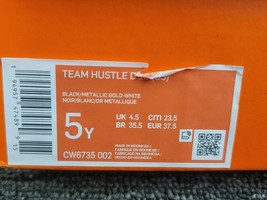 TEAM HUSTLE D
BLACK/METALLIC GOLD WHITE
NOIR/BLANC/OR METALLIQUE
5Y
UK 4.5 cm 23.5
BR 35.5 EUR 37.5
CW6735 002
MADE IN INDONESIA